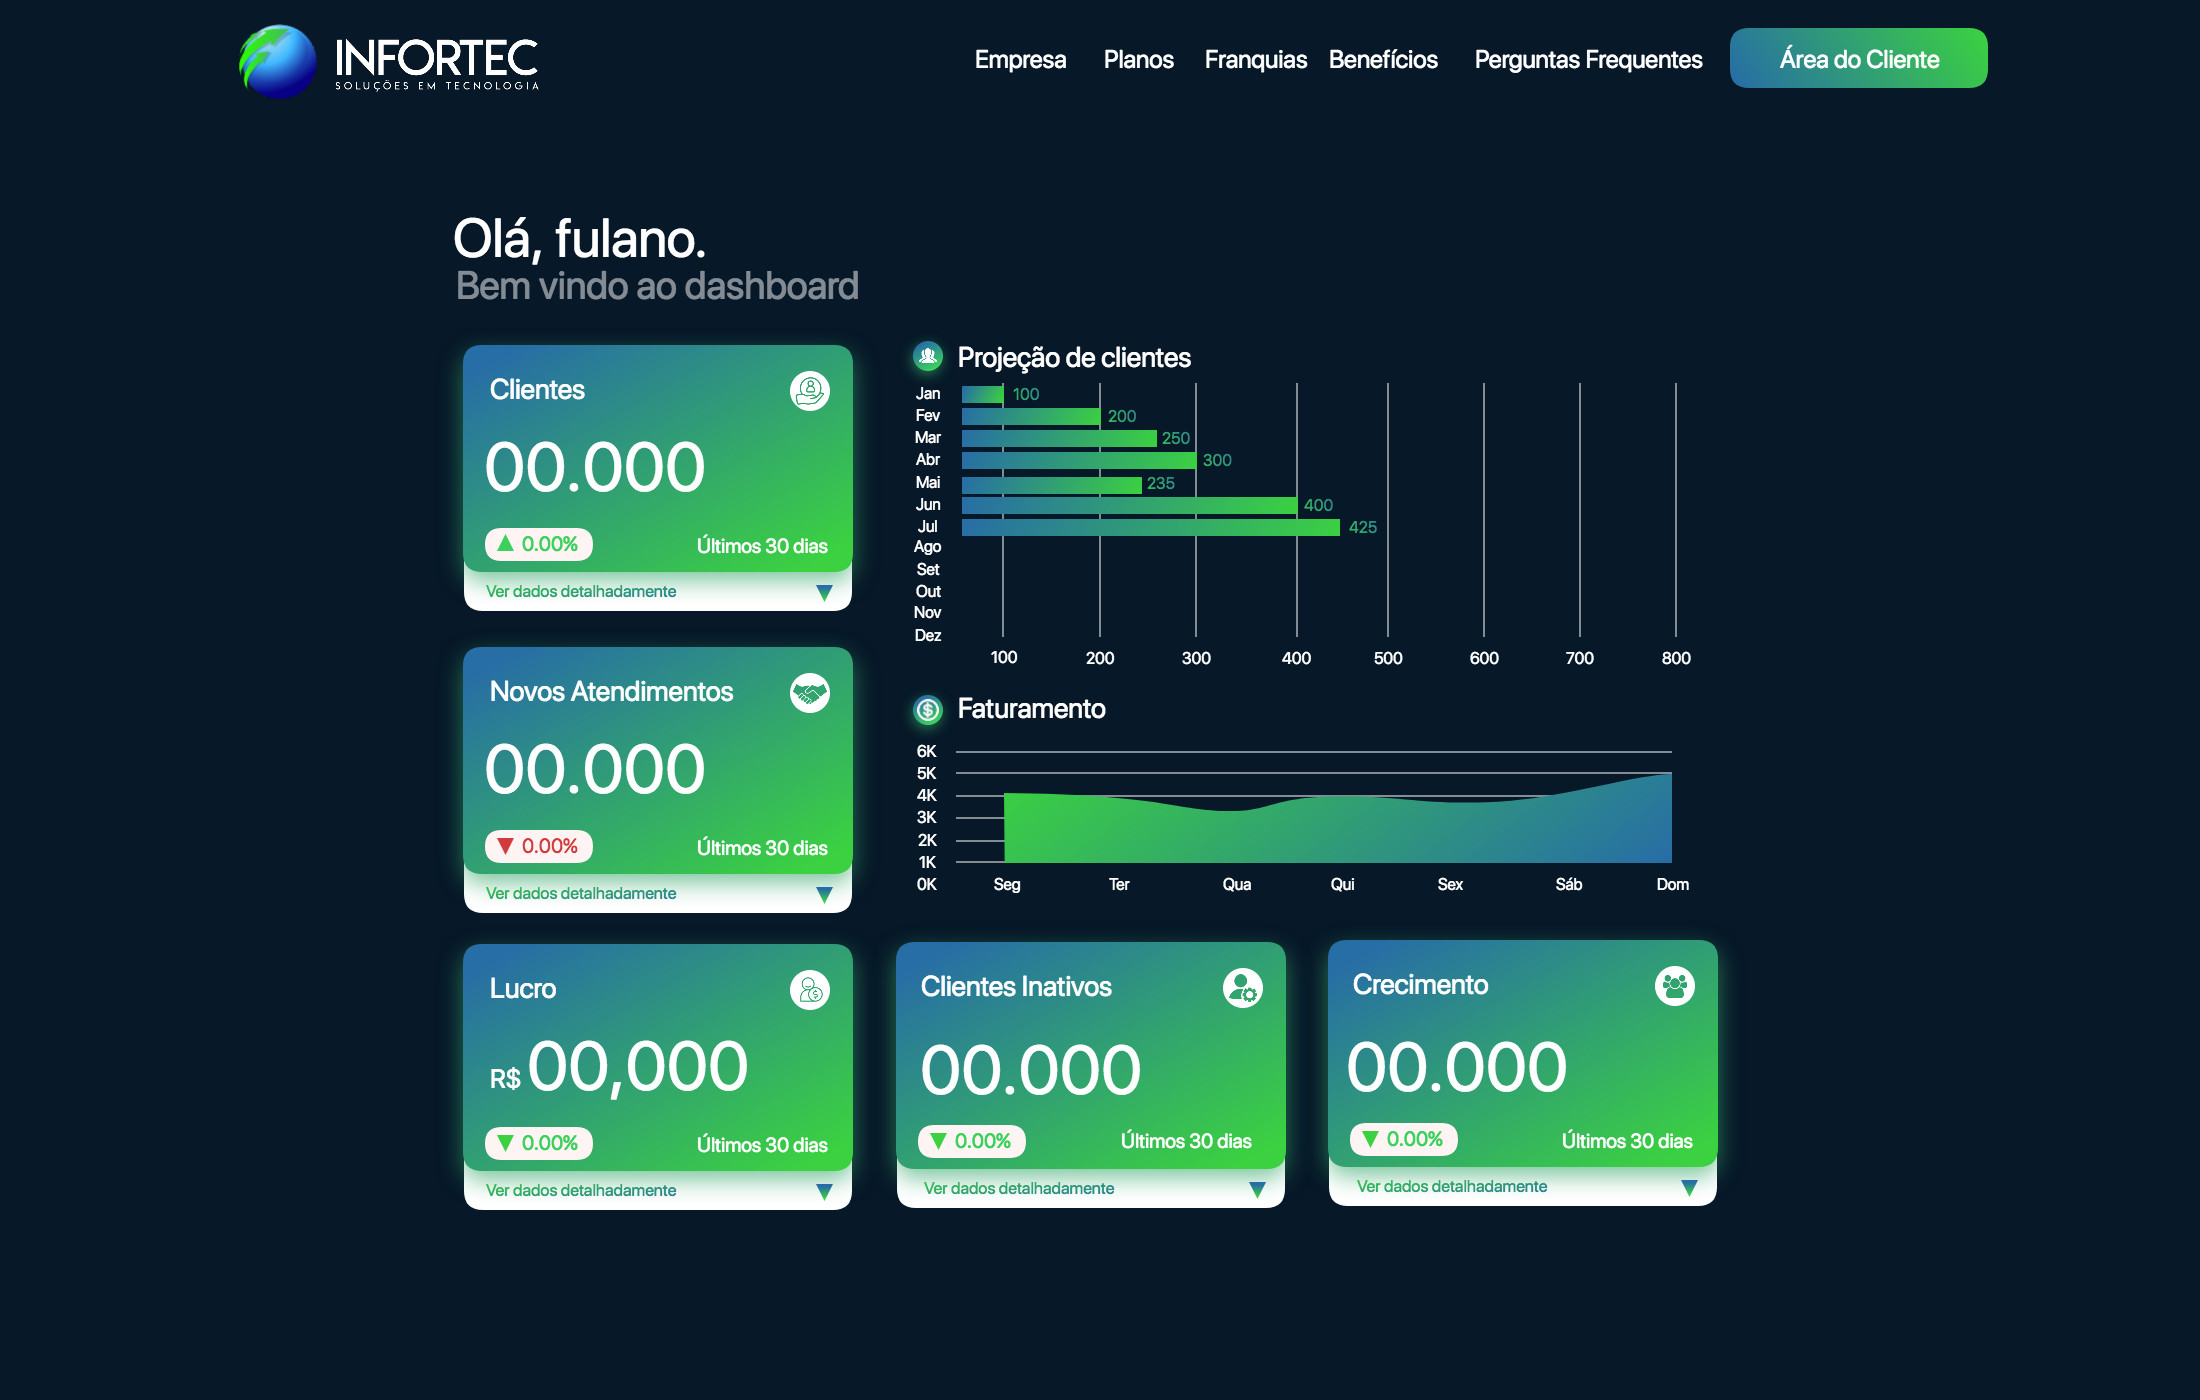 INFORTEC
SOLUÇÕES EM TECNOLOGIA
Empresa Planos Franquias Benefícios Perguntas Frequentes Área do Cliente
Olá, fulano.
Bem vindo ao dashboard
Clientes
00.000
0.00% Últimos 30 dias
Ver dados detalhadamente
Projeção de clientes
Jan 100
Fev 200
Mar 250
Abr 300
Mai 235
Jun 400
Jul 425
Ago
Set
Out
Nov
Dez
100 200 300 400 500 600 700 800
Novos Atendimentos
00.000
0.00% Últimos 30 dias
Ver dados detalhadamente
Faturamento
6K
5K
4K
3K
2K
1K
0K Seg Ter Qua Qui Sex Sáb Dom
Lucro
R$ 00,000
0.00% Últimos 30 dias
Ver dados detalhadamente
Clientes Inativos
00.000
0.00% Últimos 30 dias
Ver dados detalhadamente
Crecimento
00.000
0.00% Últimos 30 dias
Ver dados detalhadamente